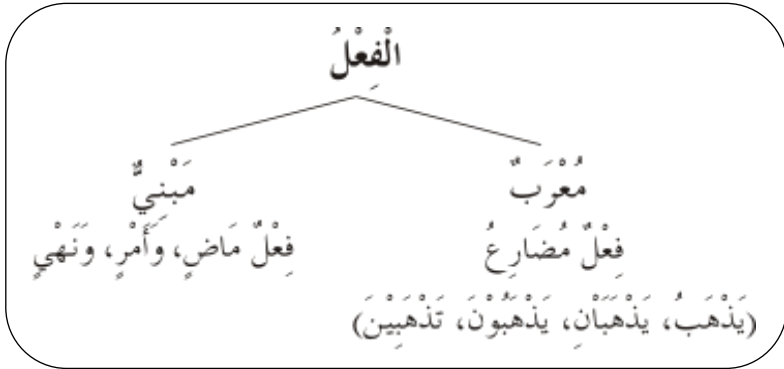 الْفِعْلُ
مُعْرَبٌ مَبْنِيٌّ
فِعْلٌ مُضَارِعُ فِعْلٌ مَاضٍ، وَأَمْرٍ، وَنَهْيٍ
(يَذْهَبُ، يَذْهَبَانِ، يَذْهَبُوْنَ، تَذْهَبِيْنَ)